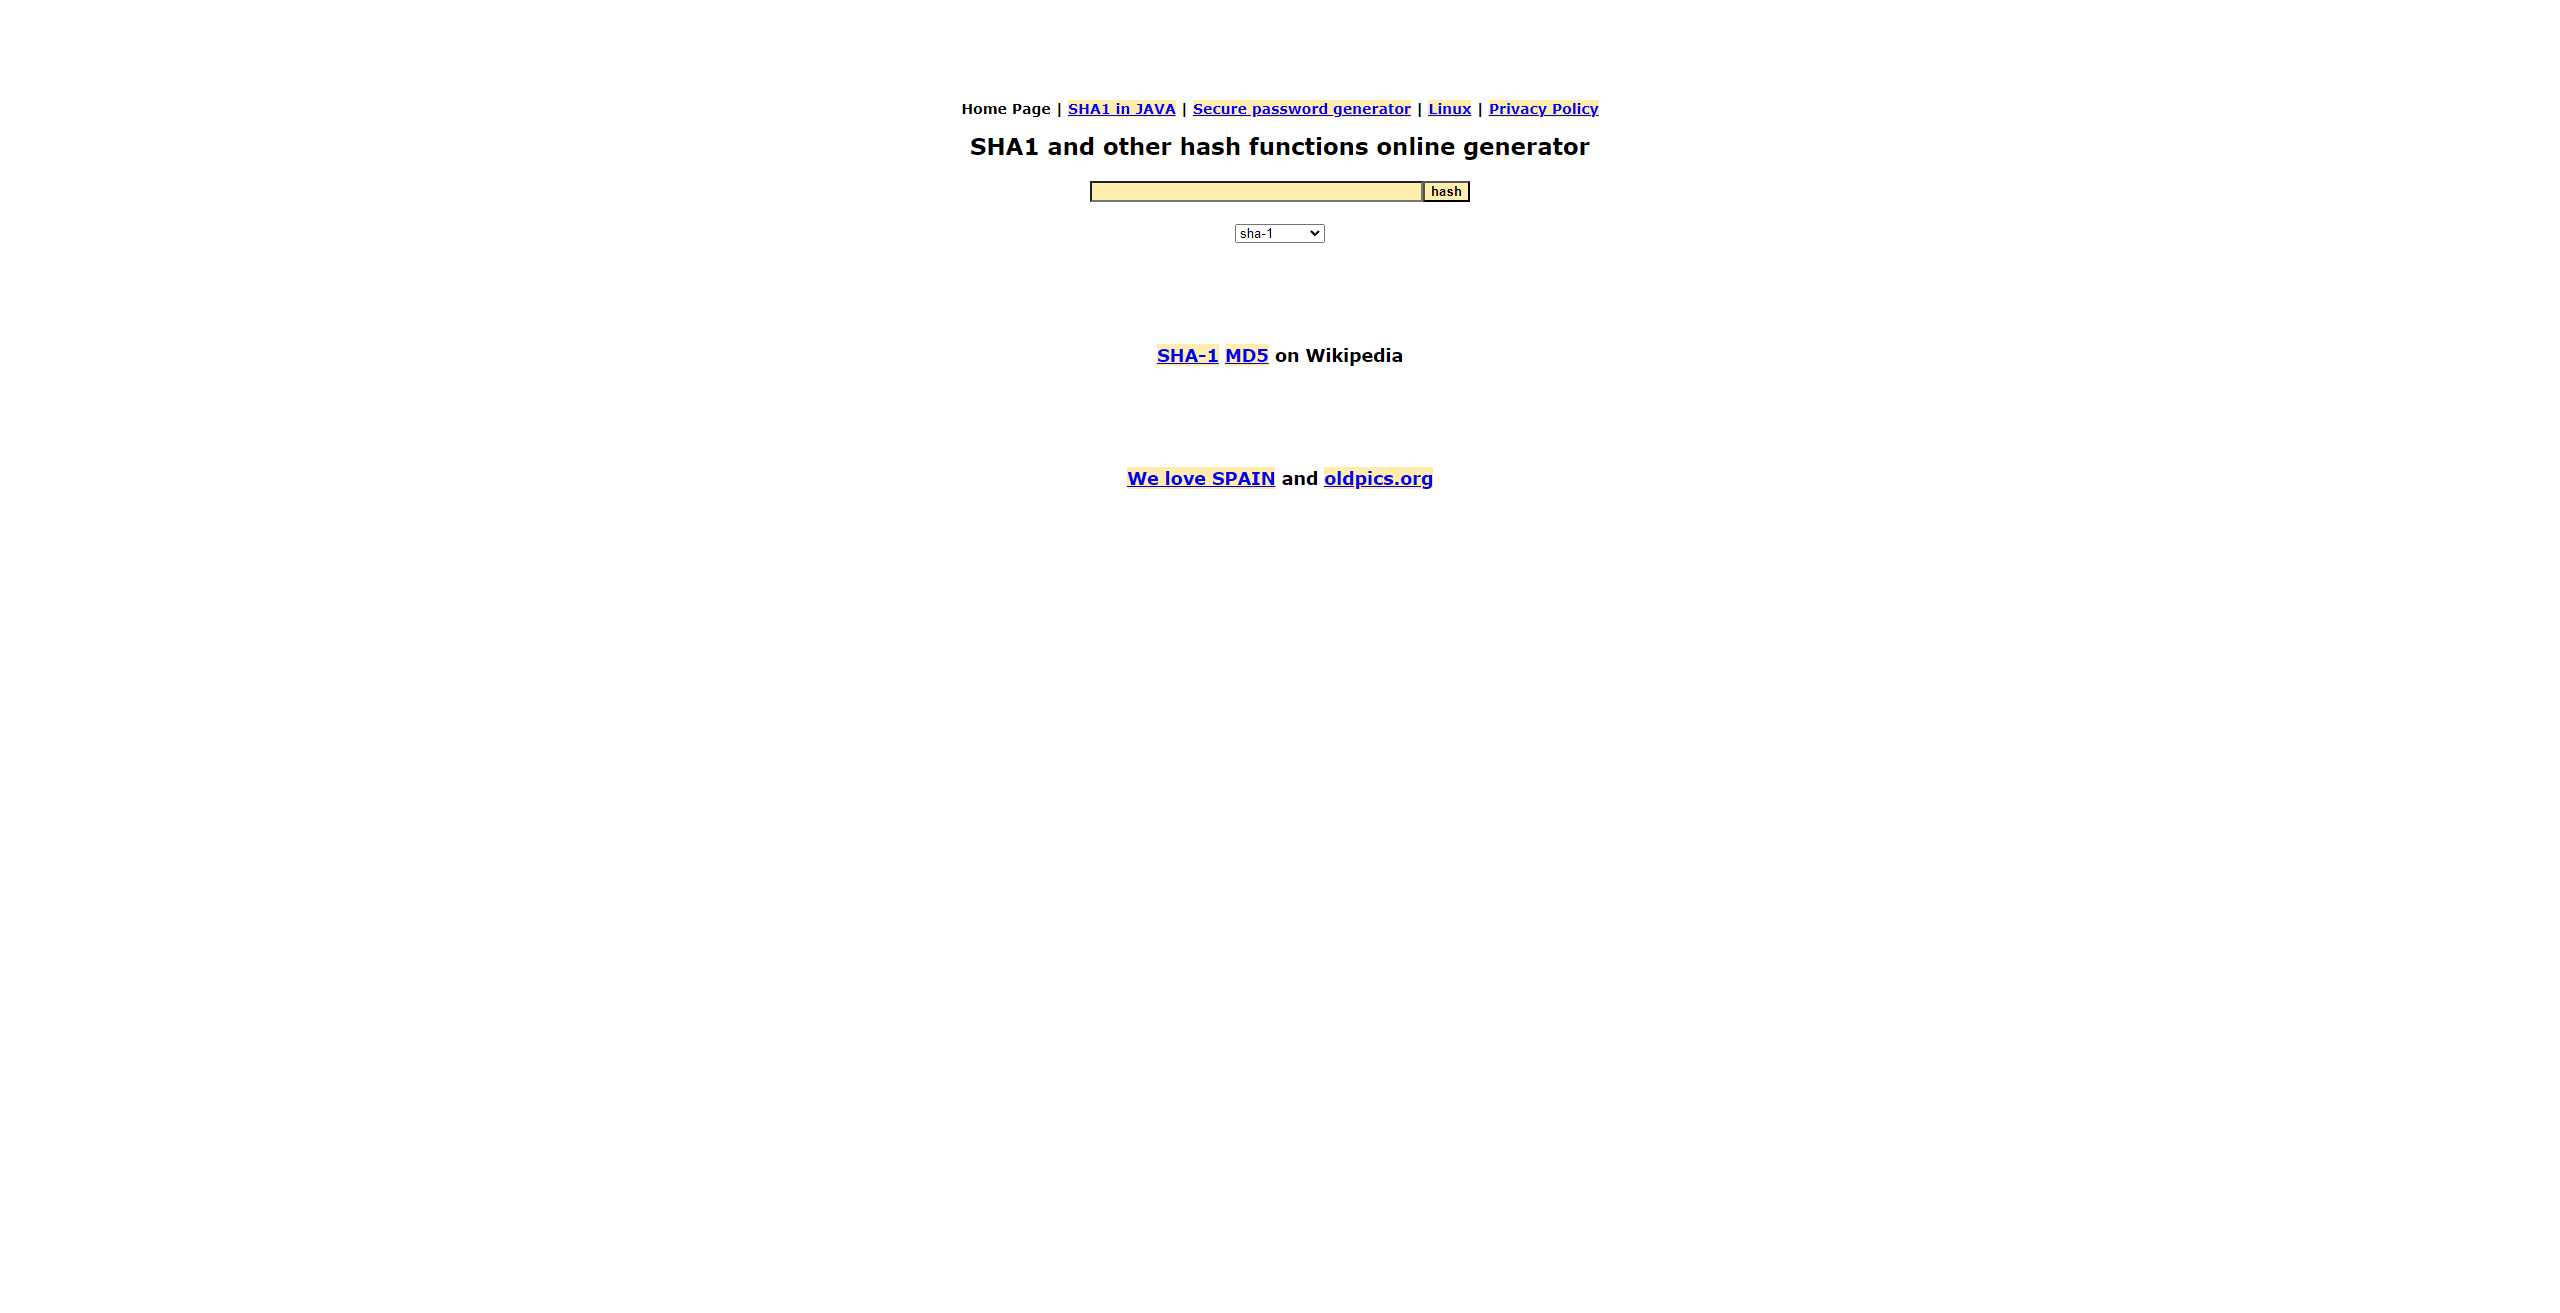 Home Page | SHA1 in JAVA | Secure password generator | Linux | Privacy Policy
SHA1 and other hash functions online generator
hash
sha-1
SHA-1 MD5 on Wikipedia
We love SPAIN and oldpics.org